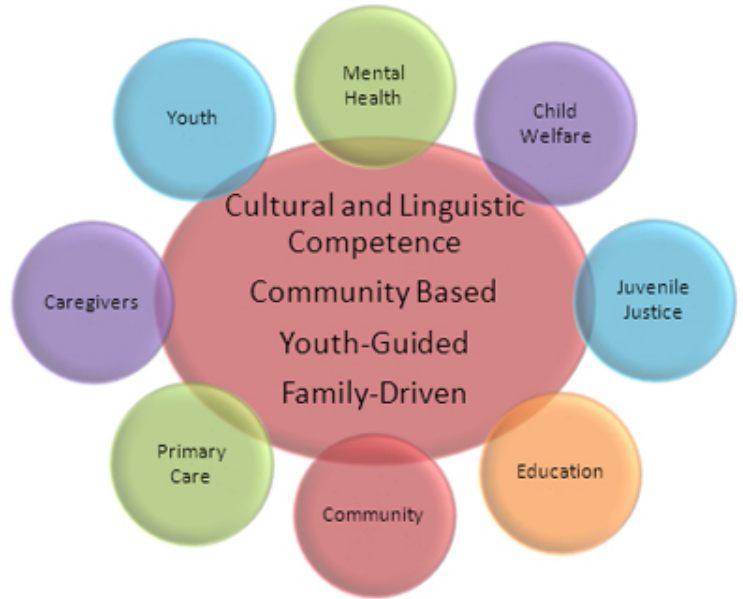 Mental
Health
Youth
Child
Welfare
Cultural and Linguistic
Competence
Community Based
Youth-Guided
Family-Driven
Caregivers
Juvenile
Justice
Primary
Care
Education
Community